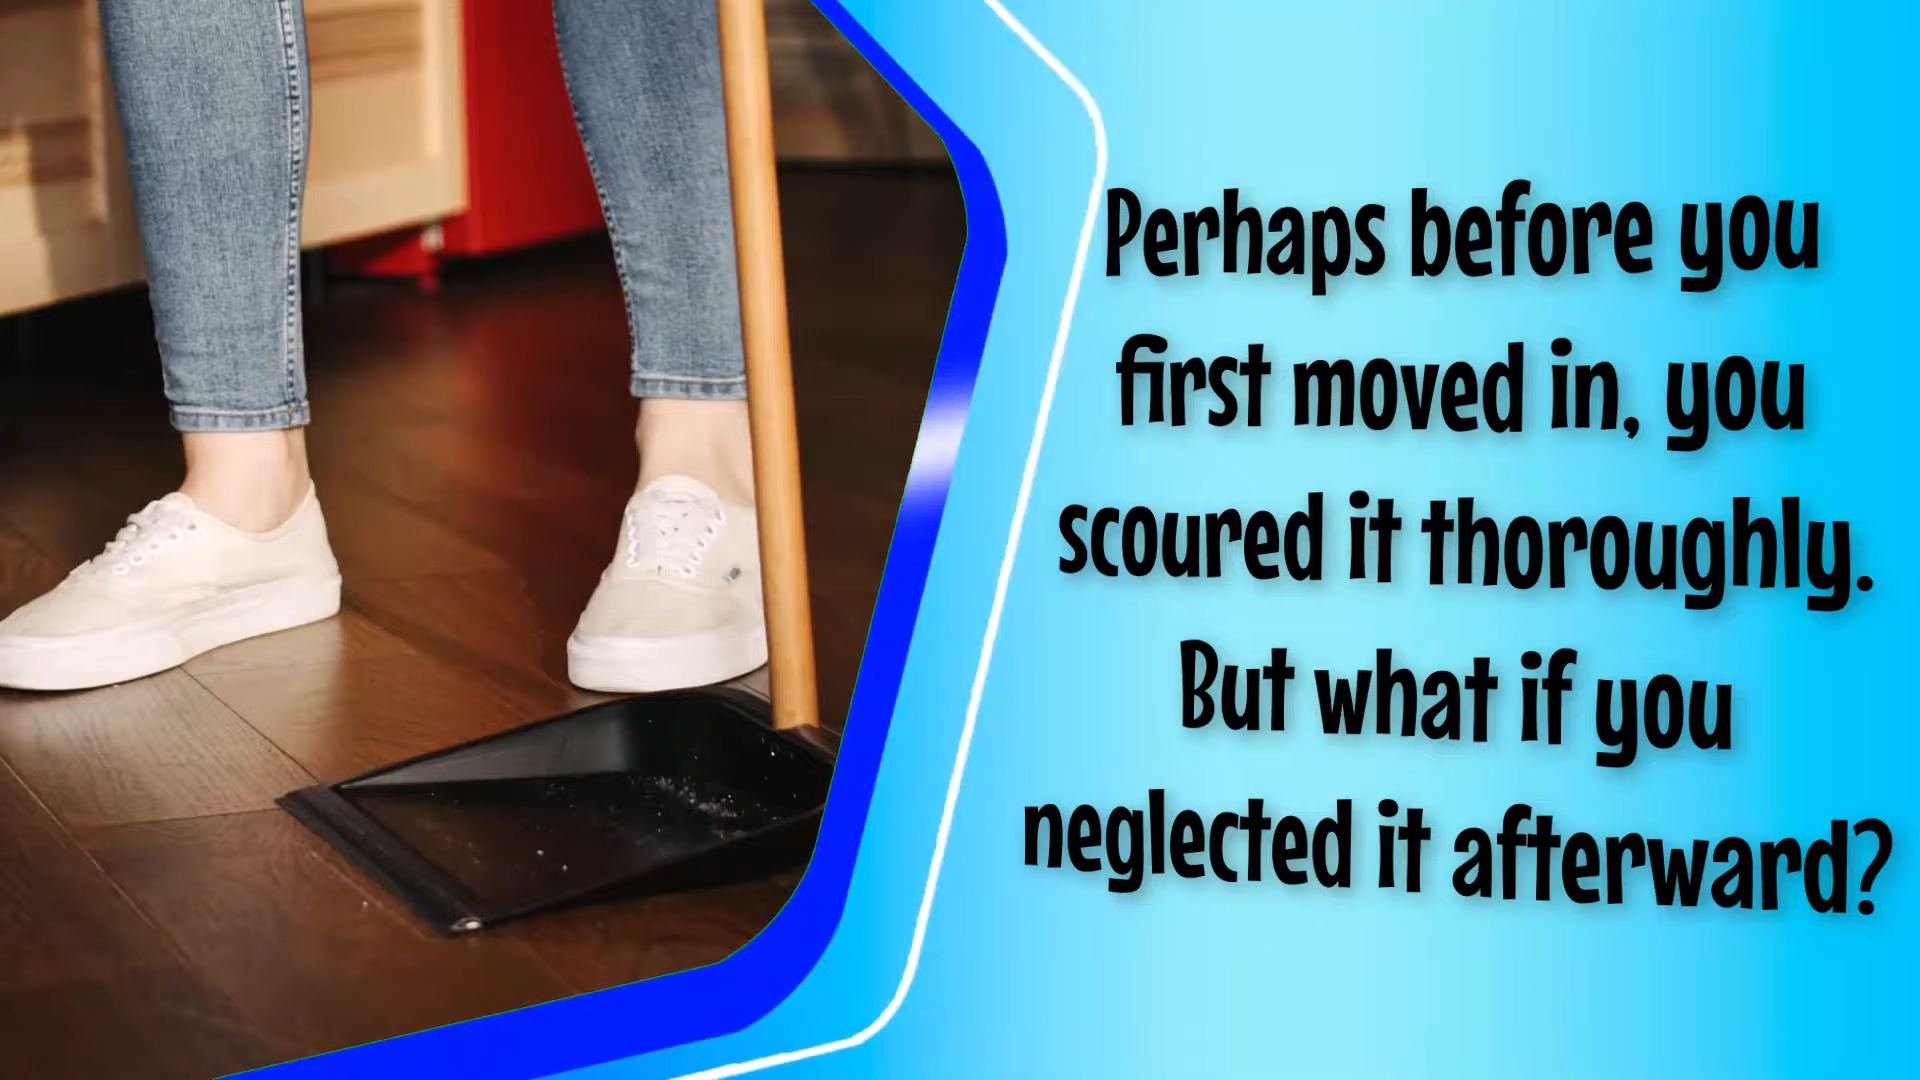 Perhaps before you
first moved in, you
scoured it thoroughly.
But what if you
neglected it afterward?